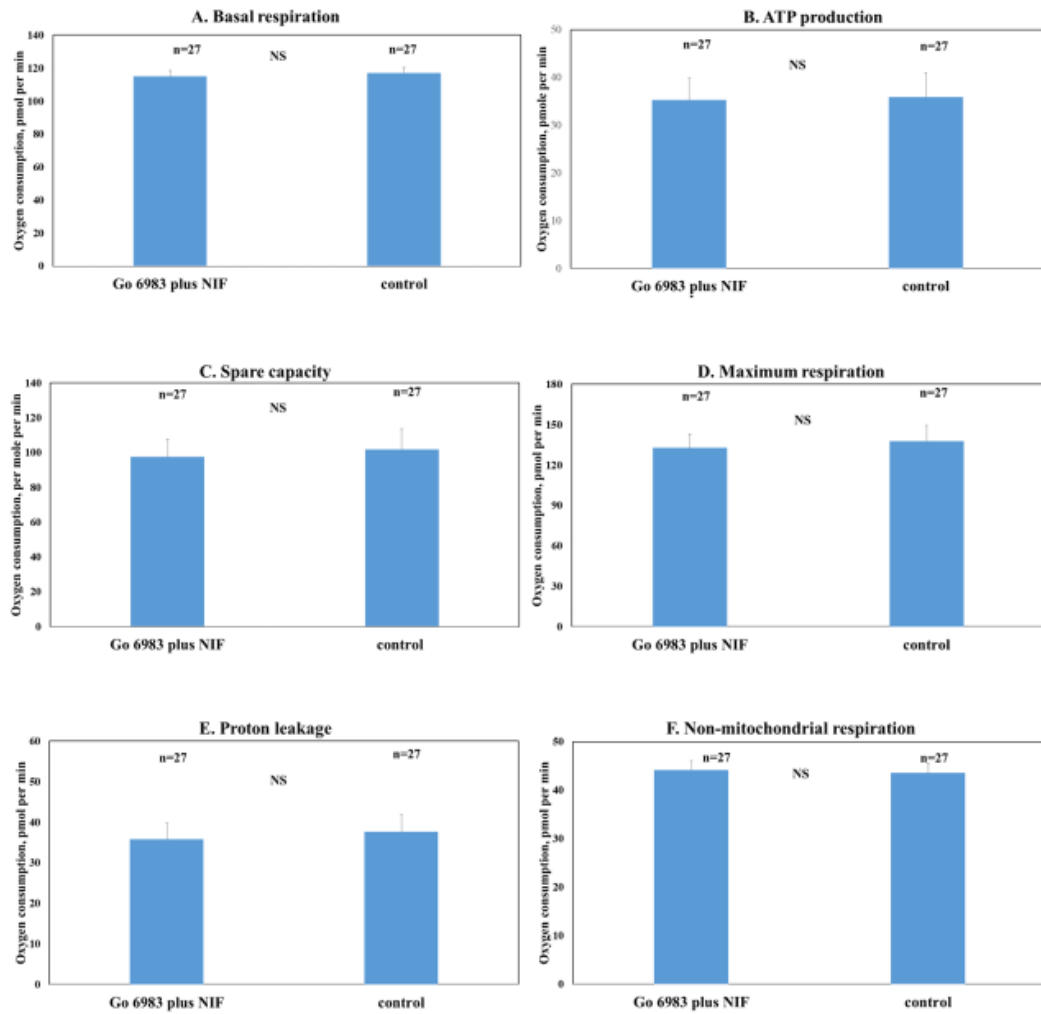 A. Basal respiration
Oxygen consumption, pmol per min
140
120
100
80
60
40
20
0
n=27
NS
n=27
Go 6983 plus NIF
control
B. ATP production
Oxygen consumption, pmole per min
50
40
30
20
10
0
n=27
NS
n=27
Go 6983 plus NIF
control
C. Spare capacity
Oxygen consumption, per mole per min
140
120
100
80
60
40
20
0
n=27
NS
n=27
Go 6983 plus NIF
control
D. Maximum respiration
Oxygen consumption, pmol per min
180
150
120
90
60
30
0
n=27
NS
n=27
Go 6983 plus NIF
control
E. Proton leakage
Oxygen consumption, pmol per min
60
50
40
30
20
10
0
n=27
NS
n=27
Go 6983 plus NIF
control
F. Non-mitochondrial respiration
Oxygen consumption, pmol per min
50
40
30
20
10
0
n=27
NS
n=27
Go 6983 plus NIF
control